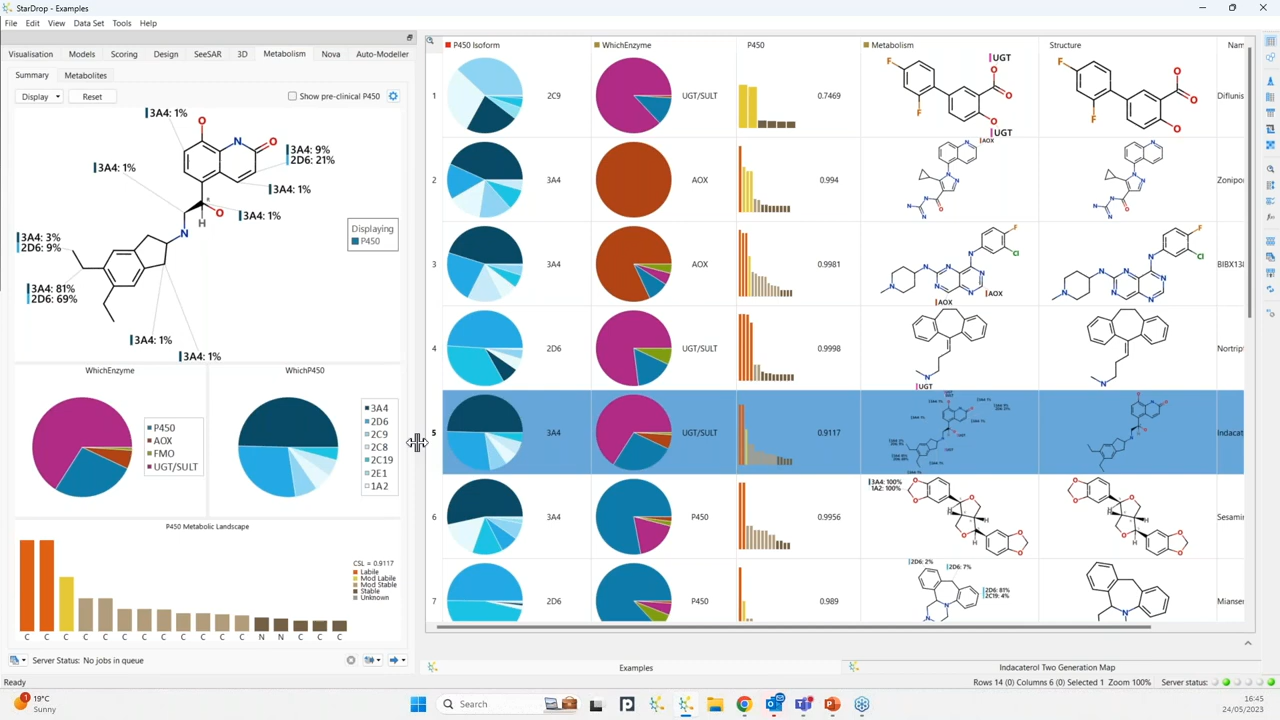 StarDrop - Examples
File Edit View Data Set Tools Help
Visualisation Models Scoring Design SeeSAR 3D Metabolism Nova Auto-Modeller
Summary Metabolites
Display Reset Show pre-clinical P450
3A4: 1%
O
N
O
3A4: 9%
2D6: 21%
3A4: 1%
3A4: 1%
O
3A4: 1%
H
N
Displaying
P450
3A4: 3%
2D6: 9%
3A4: 81%
2D6: 69%
3A4: 1%
3A4: 1%
WhichEnzyme
P450
AOX
FMO
UGT/SULT
WhichP450
3A4
2D6
2C9
2C8
2C19
2E1
1A2
P450 Metabolic Landscape
CSL = 0.9117
Labile
Mod Labile
Mod Stable
Stable
Unknown
C C C C C C C C C C C C N N C C C
Server Status: No jobs in queue
Ready
P450 Isoform WhichEnzyme P450 Metabolism Structure Nam
1 2C9 UGT/SULT 0.7469 Diflunis
F F O O UGT O UGT
F F O O O
2 3A4 AOX 0.994 Zonipor
AOX
3 3A4 AOX 0.9981 BIBX138
F Cl N AOX AOX
F Cl N
4 2D6 UGT/SULT 0.9998 Nortript
N UGT
N
5 3A4 UGT/SULT 0.9117 Indacat
6 3A4 P450 0.9956 Sesamin
3A4: 100%
1A2: 100%
O O O H H O O O
O O O H H O O O
7 2D6 P450 0.989 Mianser
2D6: 2%
2D6: 7%
2D6: 81%
2C19: 4%
N
N
Examples Indacaterol Two Generation Map
Rows 14 (0) Columns 6 (0) Selected 1 Zoom 100% Server status:
19°C
Sunny
Search
16:45
24/05/2023